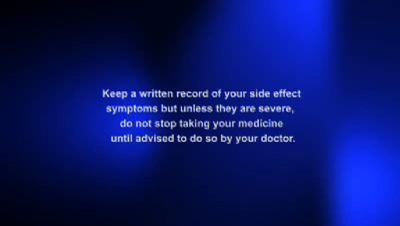 Keep a written record of your side effect
symptoms but unless they are severe,
do not stop taking your medicine
until advised to do so by your doctor.